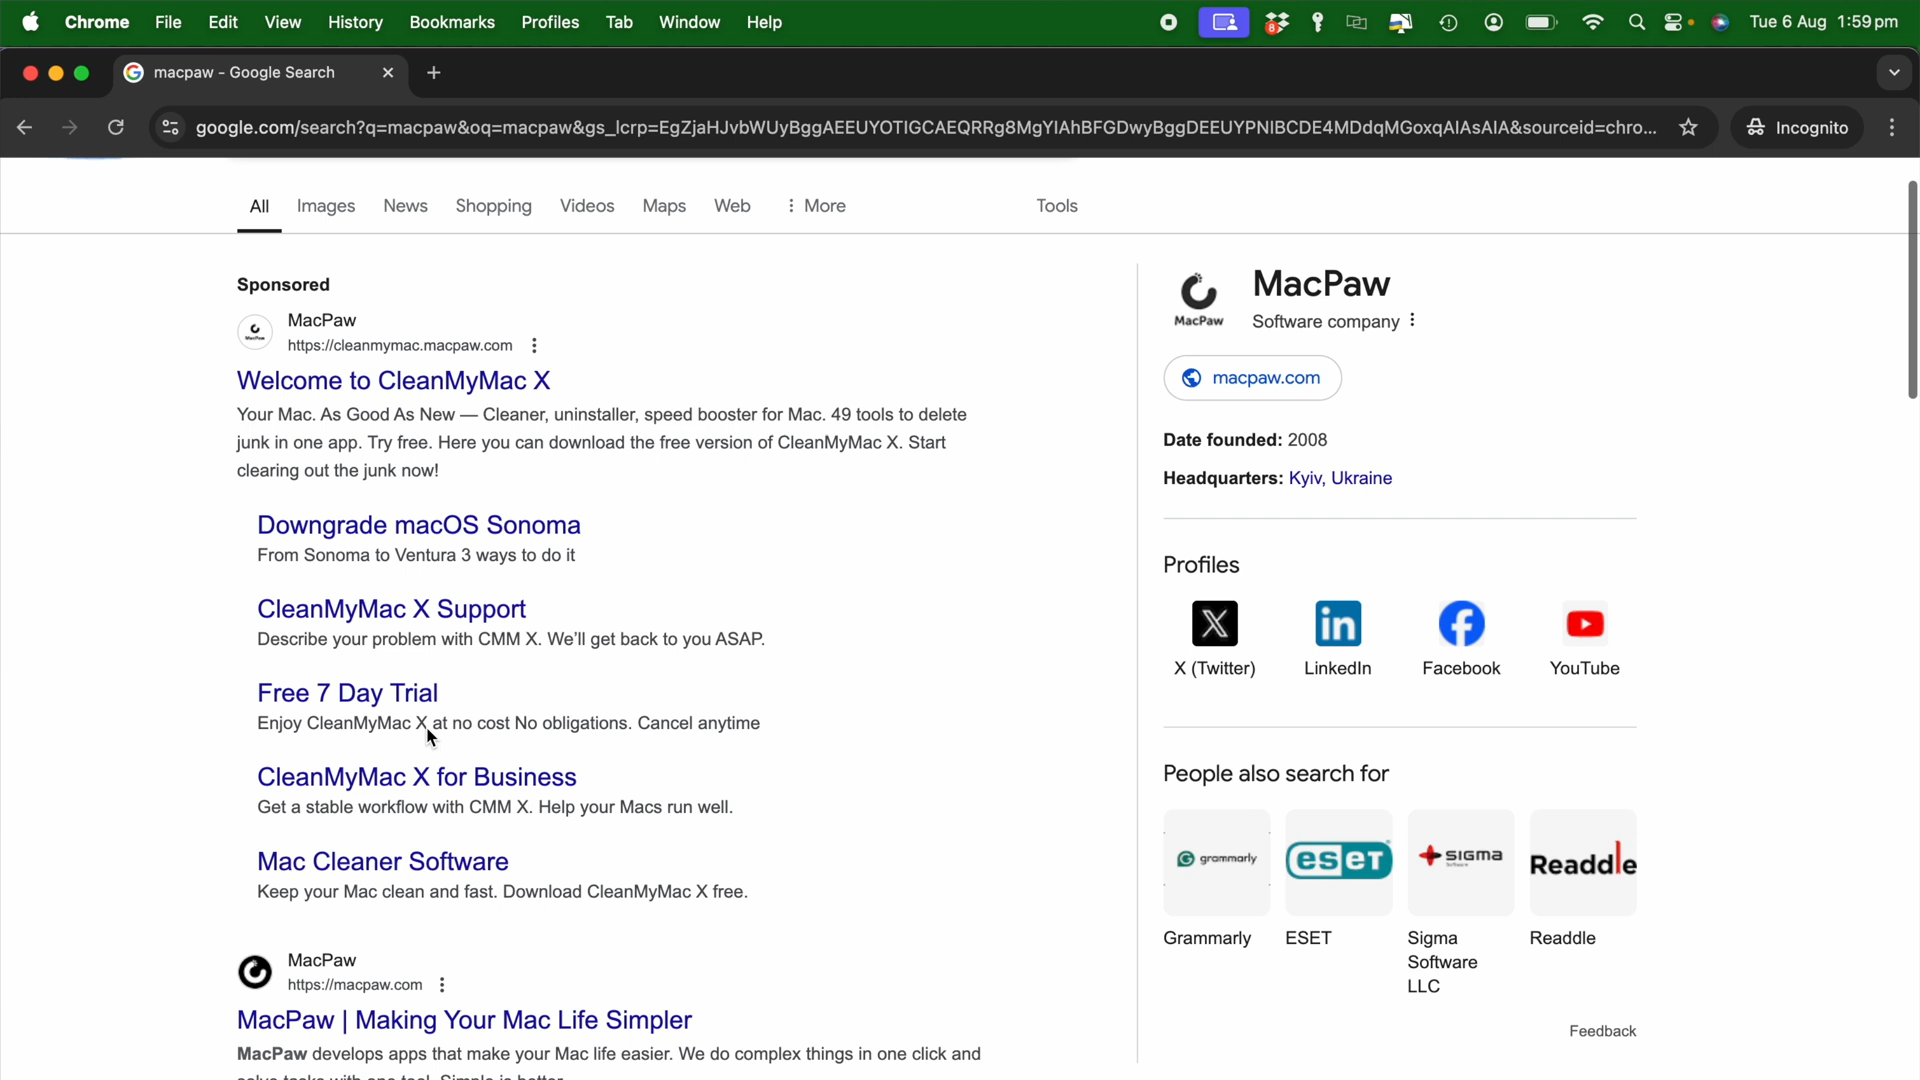 Chrome File Edit View History Bookmarks Profiles Tab Window Help 8 Tue 6 Aug 1:59 pm
macpaw - Google Search
google.com/search?q=macpaw&oq=macpaw&gs_lcrp=EgZjaHJvbWUyBggAEEUYOTIGCAEQRRg8MgYIAhBFGDwyBggDEEUYPNIBCDE4MDdqMGoxqAIAsAIA&sourceid=chro... Incognito
All Images News Shopping Videos Maps Web More Tools
Sponsored
MacPaw
https://cleanmymac.macpaw.com
Welcome to CleanMyMac X
Your Mac. As Good As New — Cleaner, uninstaller, speed booster for Mac. 49 tools to delete
junk in one app. Try free. Here you can download the free version of CleanMyMac X. Start
clearing out the junk now!
Downgrade macOS Sonoma
From Sonoma to Ventura 3 ways to do it
CleanMyMac X Support
Describe your problem with CMM X. We'll get back to you ASAP.
Free 7 Day Trial
Enjoy CleanMyMac X at no cost No obligations. Cancel anytime
CleanMyMac X for Business
Get a stable workflow with CMM X. Help your Macs run well.
Mac Cleaner Software
Keep your Mac clean and fast. Download CleanMyMac X free.
MacPaw
https://macpaw.com
MacPaw | Making Your Mac Life Simpler
MacPaw develops apps that make your Mac life easier. We do complex things in one click and
MacPaw
MacPaw
Software company
macpaw.com
Date founded: 2008
Headquarters: Kyiv, Ukraine
Profiles
X (Twitter) LinkedIn Facebook YouTube
People also search for
grammarly eseT SIGMA Readdle
Grammarly ESET Sigma Readdle
Software
LLC
Feedback